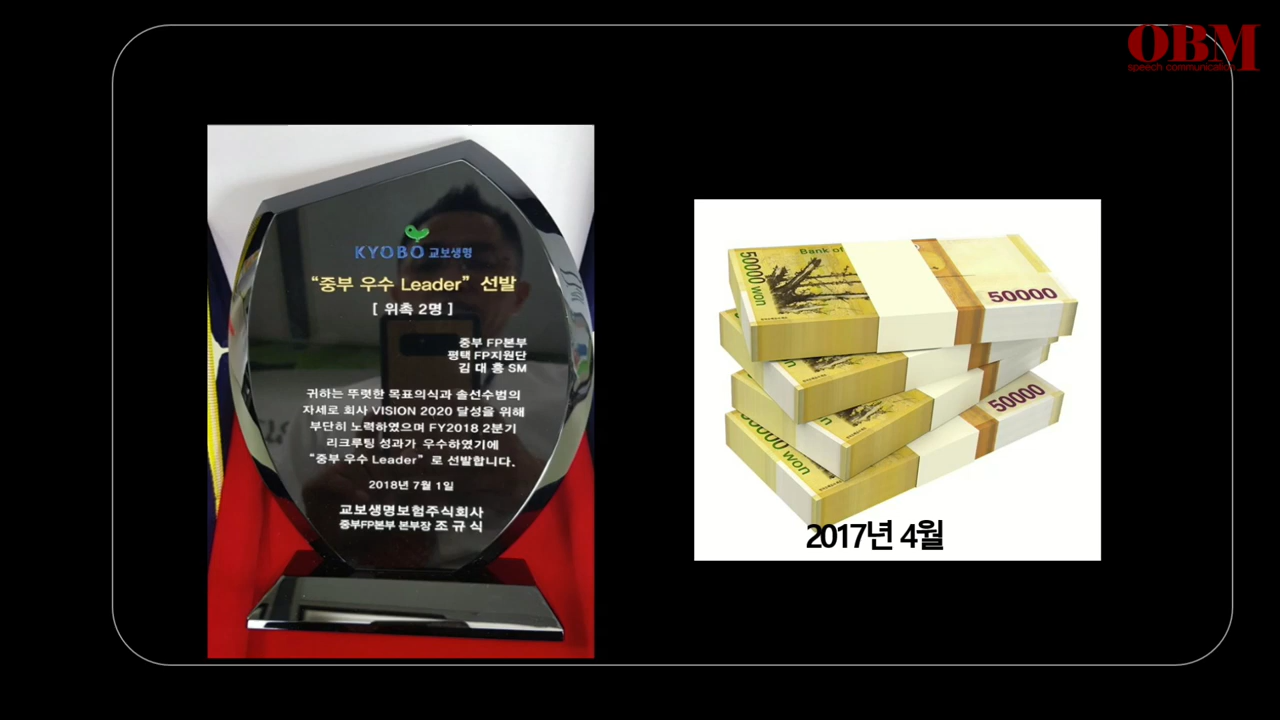 OBM
speech communication
KYOBO 교보생명
“중부 우수 Leader” 선발
[ 위촉 2명 ]
중부 FP본부
평택 FP지원단
김 대 홍 SM
귀하는 뚜렷한 목표의식과 솔선수범의
자세로 회사 VISION 2020 달성을 위해
부단히 노력하였으며 FY2018 2분기
리크루팅 성과가 우수하였기에
“중부 우수 Leader” 로 선발합니다.
2018년 7월 1일
교보생명보험주식회사
중부FP본부 본부장 조 규 식
Bank of
50000 won
50000
50000
50000 won
2017년 4월